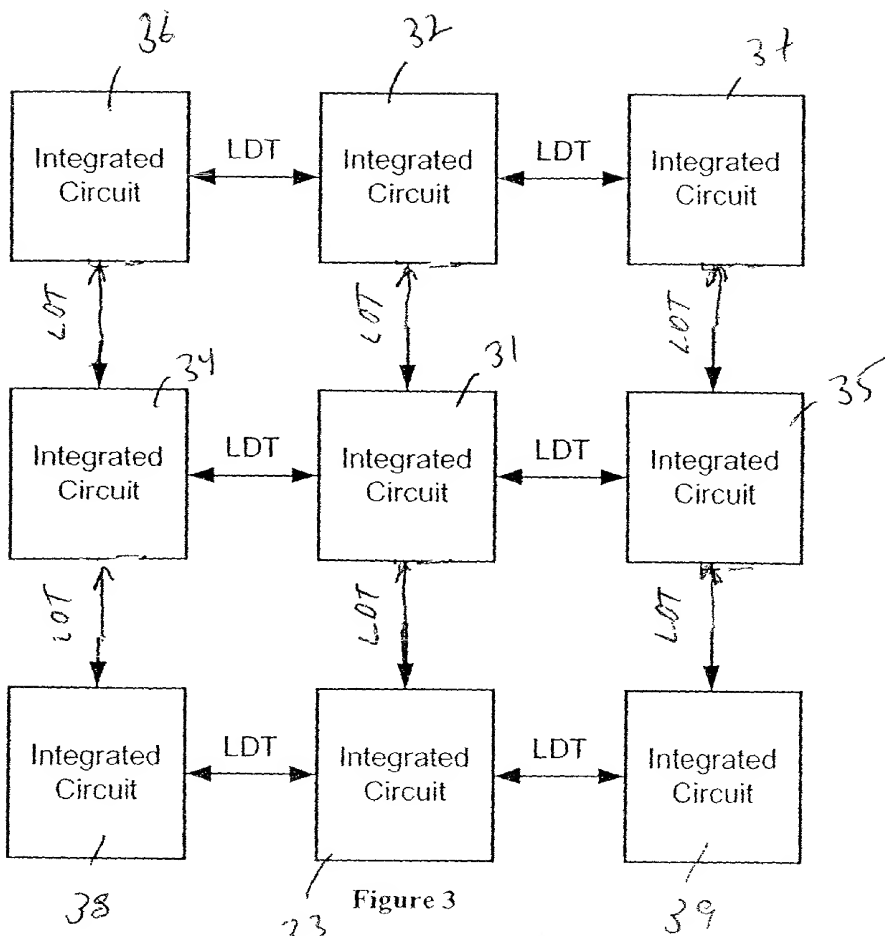 36 32 37
Integrated Circuit LDT Integrated Circuit LDT Integrated Circuit
LDT LDT LDT
34 31 35
Integrated Circuit LDT Integrated Circuit LDT Integrated Circuit
LDT LDT LDT
Integrated Circuit LDT Integrated Circuit LDT Integrated Circuit
38 33 39
Figure 3